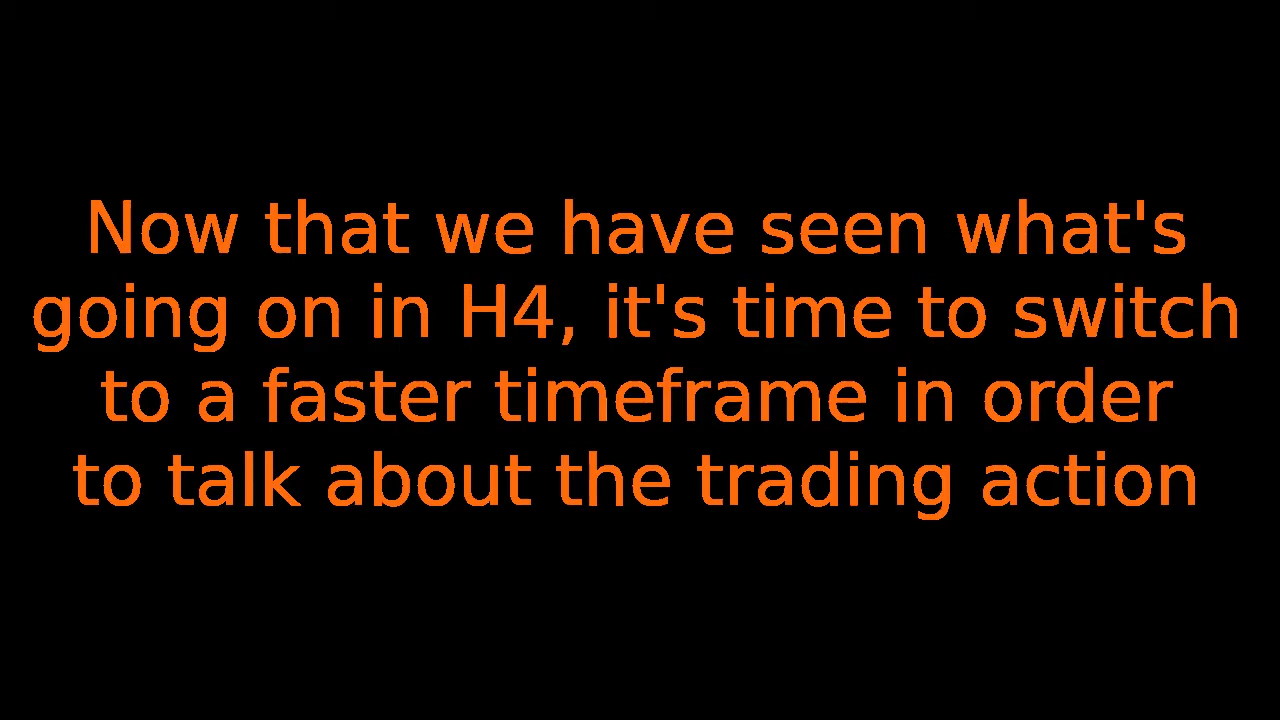 Now that we have seen what's
going on in H4, it's time to switch
to a faster timeframe in order
to talk about the trading action